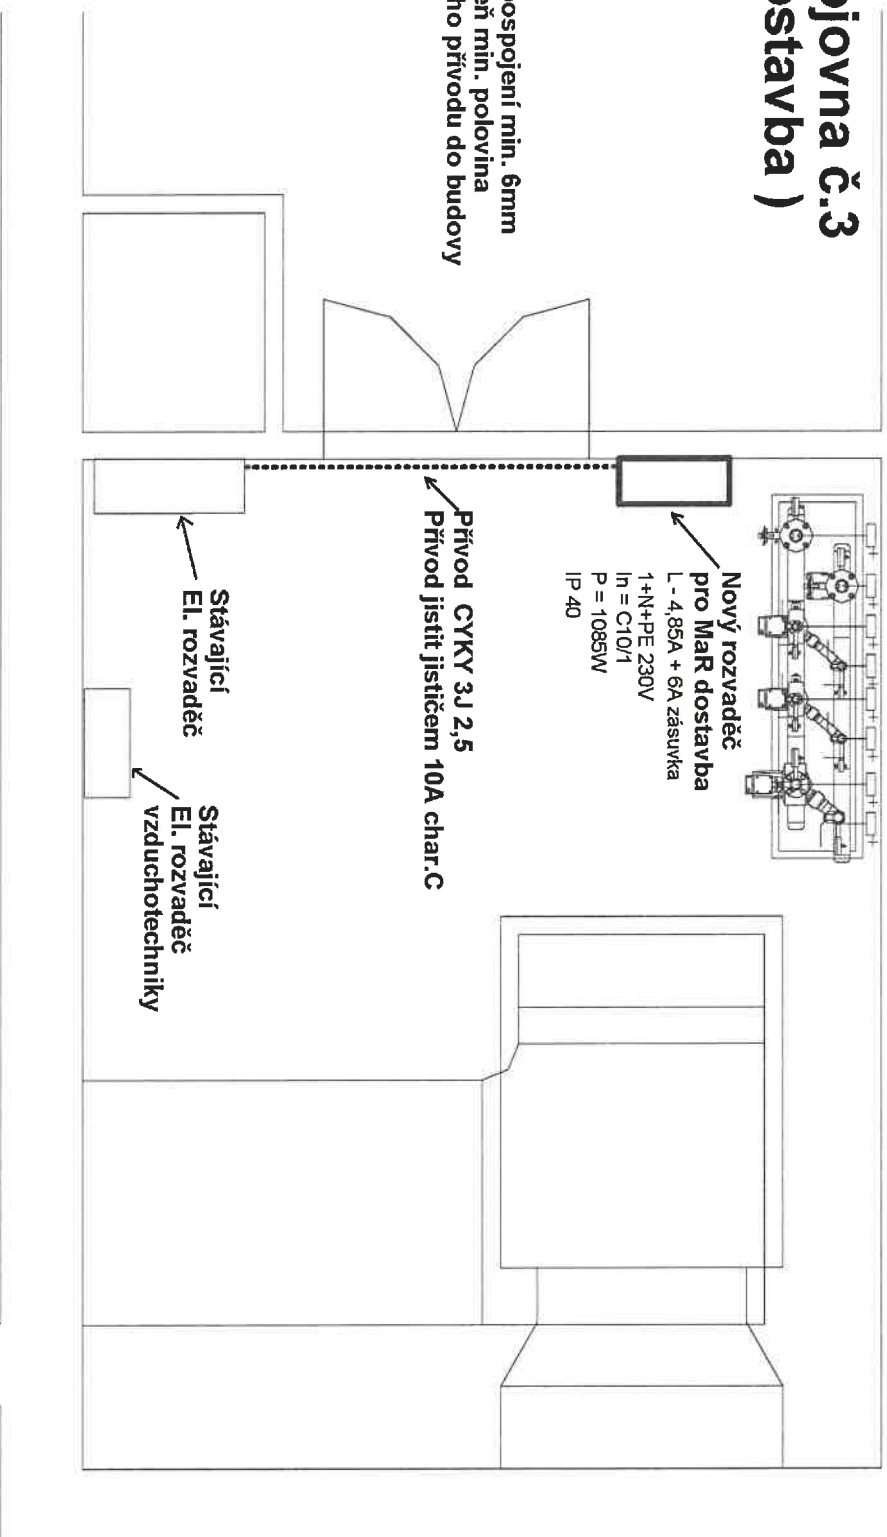 ojovna č.3
ostavba )
pospojení min. 6mm
eň min. polovina
ho přívodu do budovy
Nový rozvaděč
pro MaR dostavba
L - 4,85A + 6A zásuvka
1+N+PE 230V
In = C10/1
P = 1085W
IP 40
Přívod CYKY 3J 2,5
Přívod jistit jističem 10A char.C
Stávající
El. rozvaděč
Stávající
El. rozvaděč
vzduchotechniky